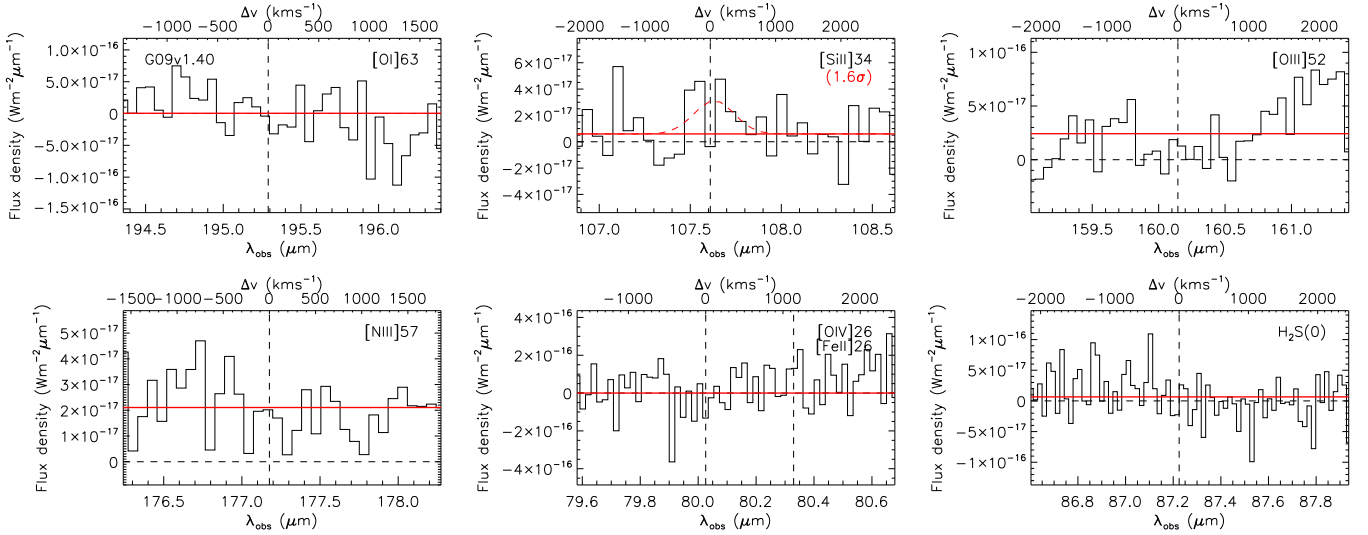 Δv (kms⁻¹)
−1000 −500 0 500 1000 1500
G09v1.40
[OI]63
Flux density (Wm⁻²μm⁻¹)
1.0×10⁻¹⁶
5.0×10⁻¹⁷
0
−5.0×10⁻¹⁷
−1.0×10⁻¹⁶
−1.5×10⁻¹⁶
194.5 195.0 195.5 196.0
λobs (μm)
Δv (kms⁻¹)
−2000 −1000 0 1000 2000
[SiII]34
(1.6σ)
Flux density (Wm⁻²μm⁻¹)
6×10⁻¹⁷
4×10⁻¹⁷
2×10⁻¹⁷
0
−2×10⁻¹⁷
−4×10⁻¹⁷
107.0 107.5 108.0 108.5
λobs (μm)
Δv (kms⁻¹)
−2000 −1000 0 1000 2000
[OIII]52
Flux density (Wm⁻²μm⁻¹)
1×10⁻¹⁶
5×10⁻¹⁷
0
159.5 160.0 160.5 161.0
λobs (μm)
Δv (kms⁻¹)
−1500 −1000 −500 0 500 1000 1500
[NIII]57
Flux density (Wm⁻²μm⁻¹)
5×10⁻¹⁷
4×10⁻¹⁷
3×10⁻¹⁷
2×10⁻¹⁷
1×10⁻¹⁷
0
176.5 177.0 177.5 178.0
λobs (μm)
Δv (kms⁻¹)
−1000 0 1000 2000
[OIV]26
[FeII]26
Flux density (Wm⁻²μm⁻¹)
4×10⁻¹⁶
2×10⁻¹⁶
0
−2×10⁻¹⁶
−4×10⁻¹⁶
79.6 79.8 80.0 80.2 80.4 80.6
λobs (μm)
Δv (kms⁻¹)
−2000 −1000 0 1000 2000
H₂S(0)
Flux density (Wm⁻²μm⁻¹)
1×10⁻¹⁶
5×10⁻¹⁷
0
−5×10⁻¹⁷
−1×10⁻¹⁶
86.8 87.0 87.2 87.4 87.6 87.8
λobs (μm)